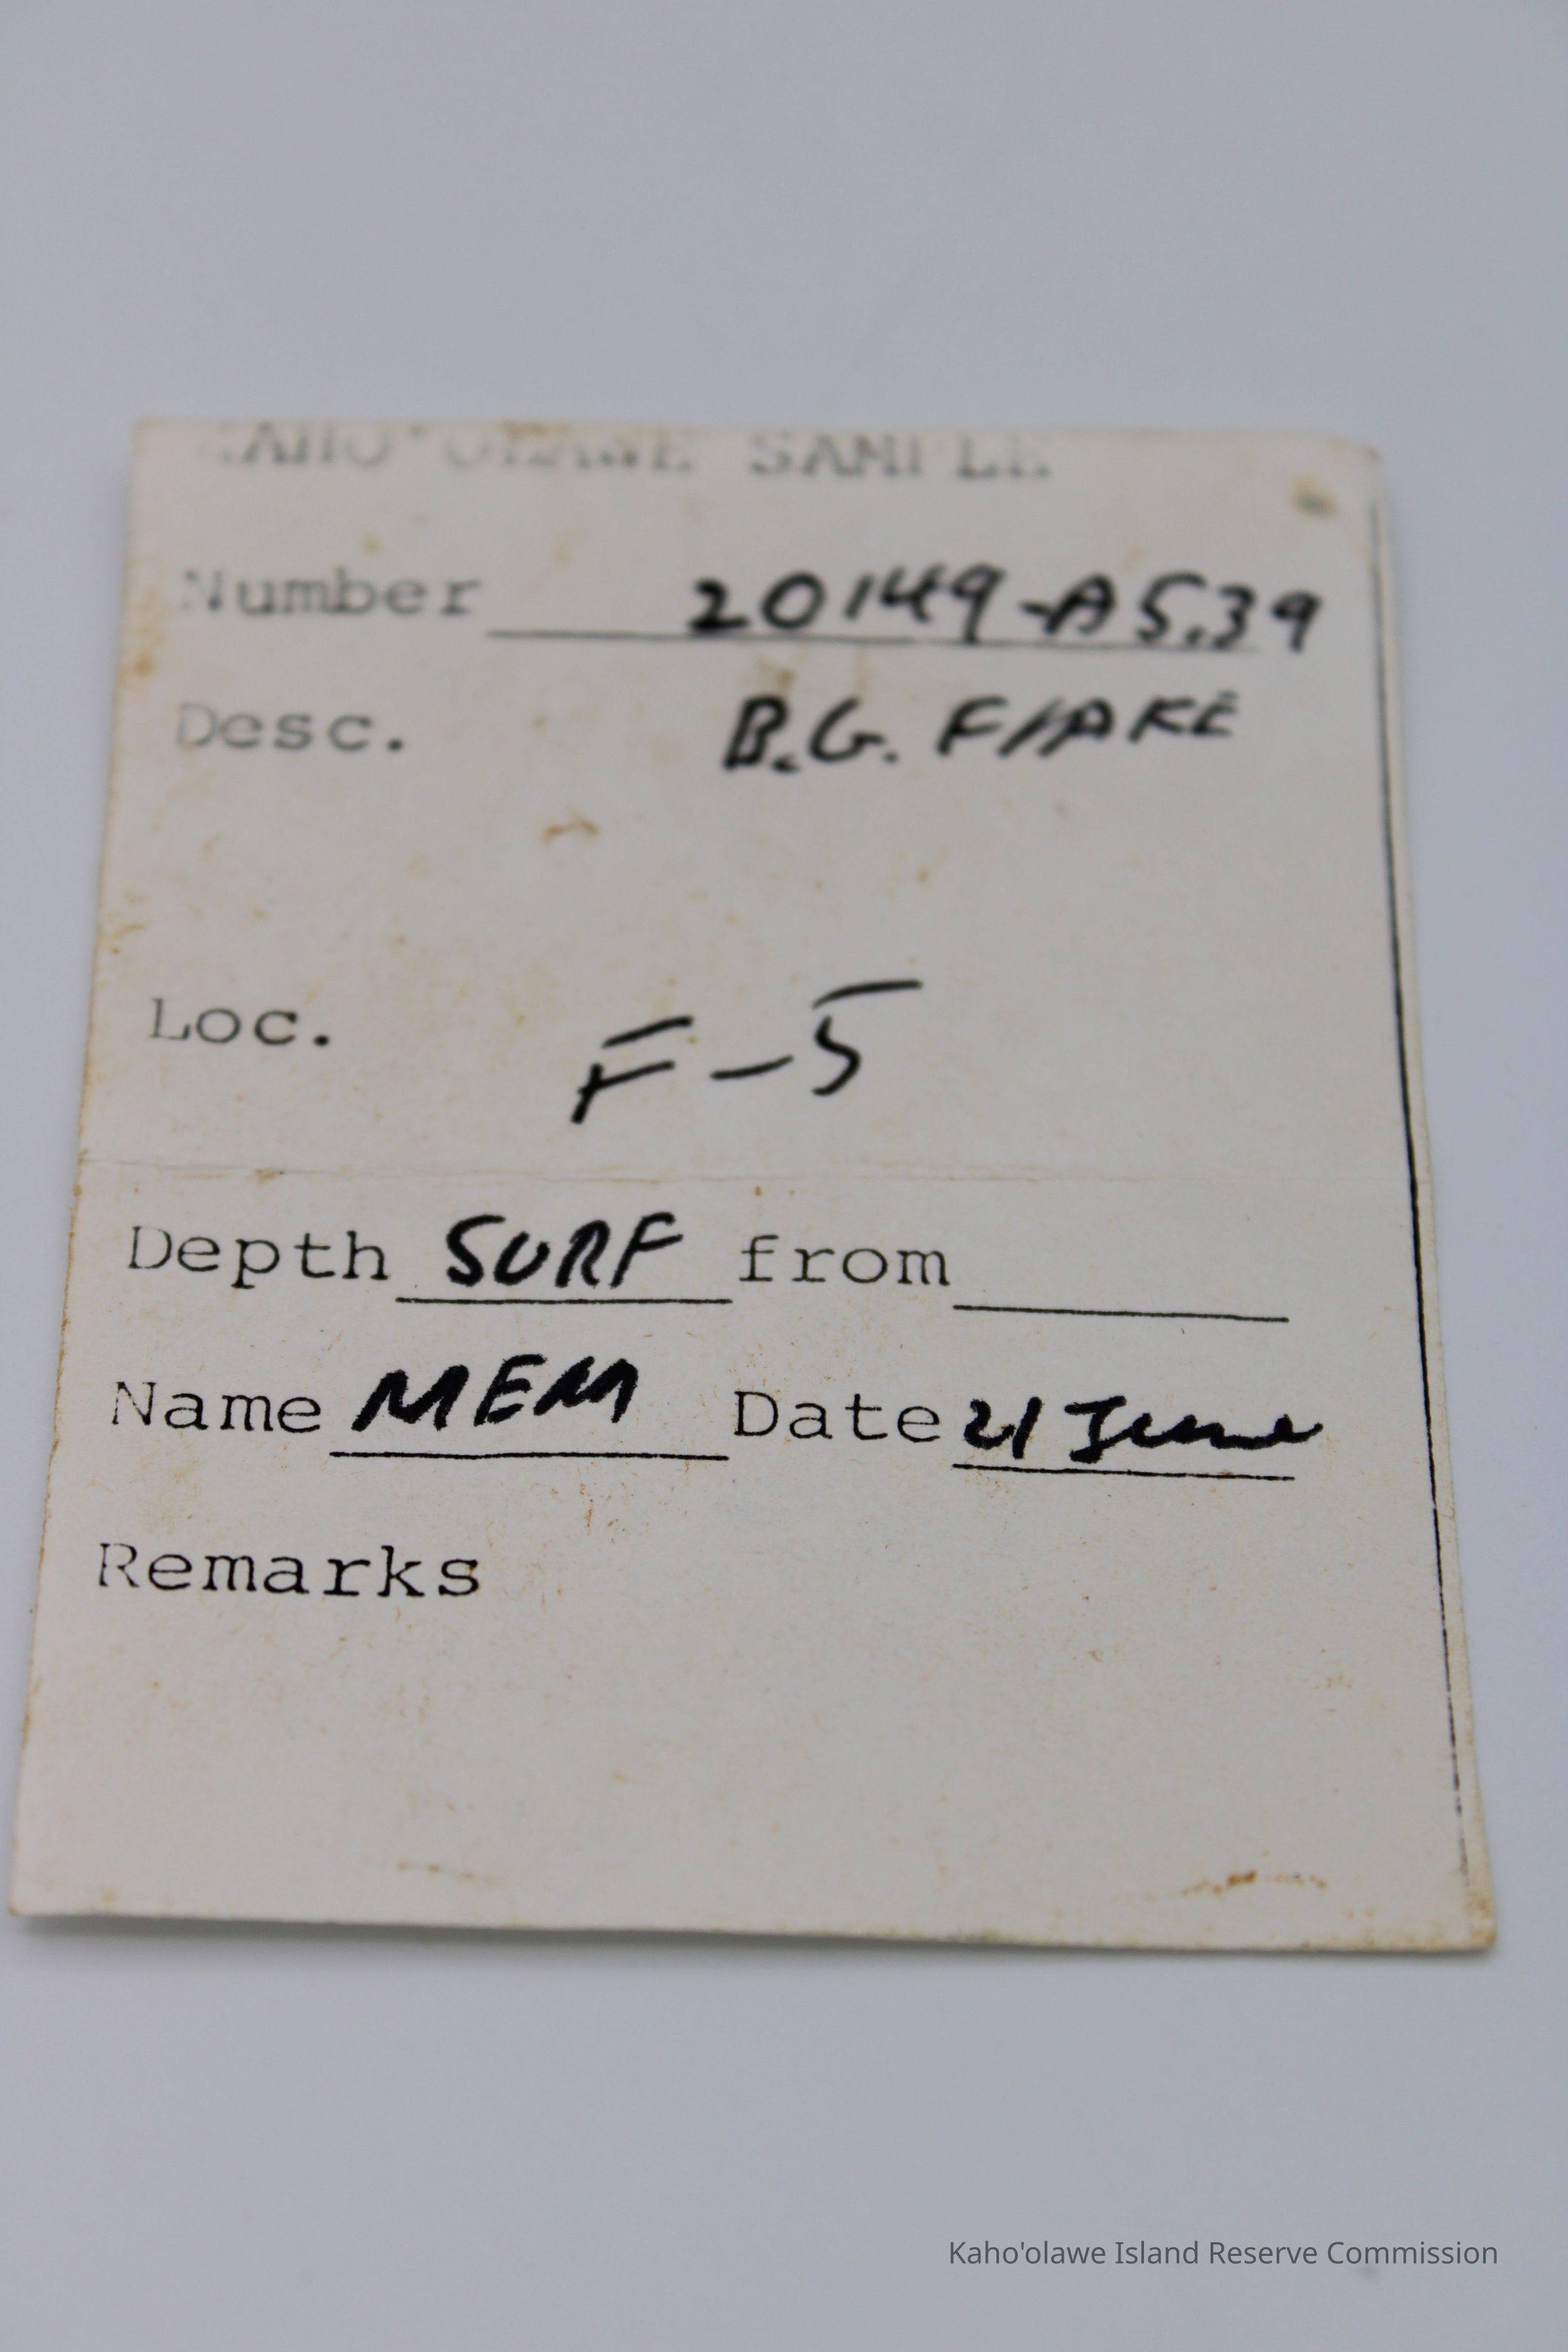 KAHO'OLAWE SAMPLE
Number 20149-A5.39
Desc. B.G. FlAKE
Loc. F-5
Depth SURF from
Name MEM Date 21 June
Remarks
Kaho'olawe Island Reserve Commission